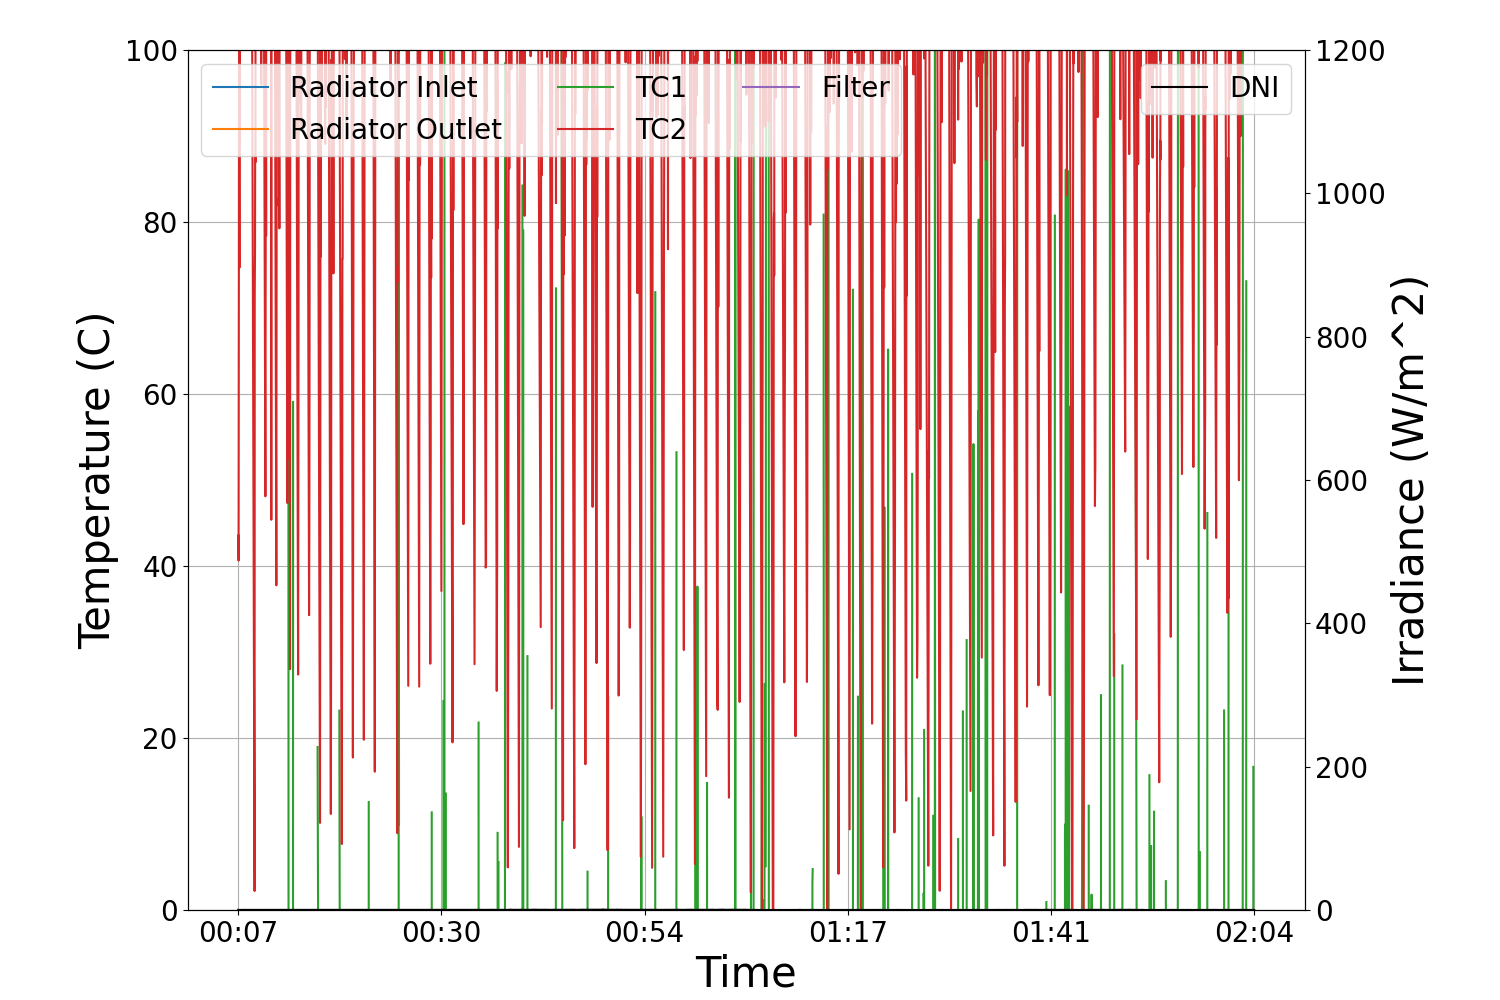 100
80
60
40
20
0
Temperature (C)
Radiator Inlet
Radiator Outlet
TC1
TC2
Filter
DNI
1200
1000
800
600
400
200
0
Irradiance (W/m^2)
00:07 00:30 00:54 01:17 01:41 02:04
Time